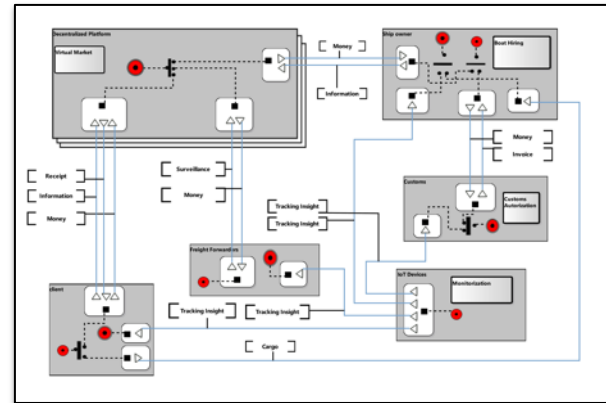 Decentralized Platform
Virtual Market
Ship owner
Boat Hiring
Money
Information
Receipt
Information
Money
Surveillance
Money
Money
Invoice
Tracking Insight
Tracking Insight
Customs
Customs
Autorization
Freight Forwarding
IoT Devices
Monitorization
client
Tracking Insight
Tracking Insight
Cargo